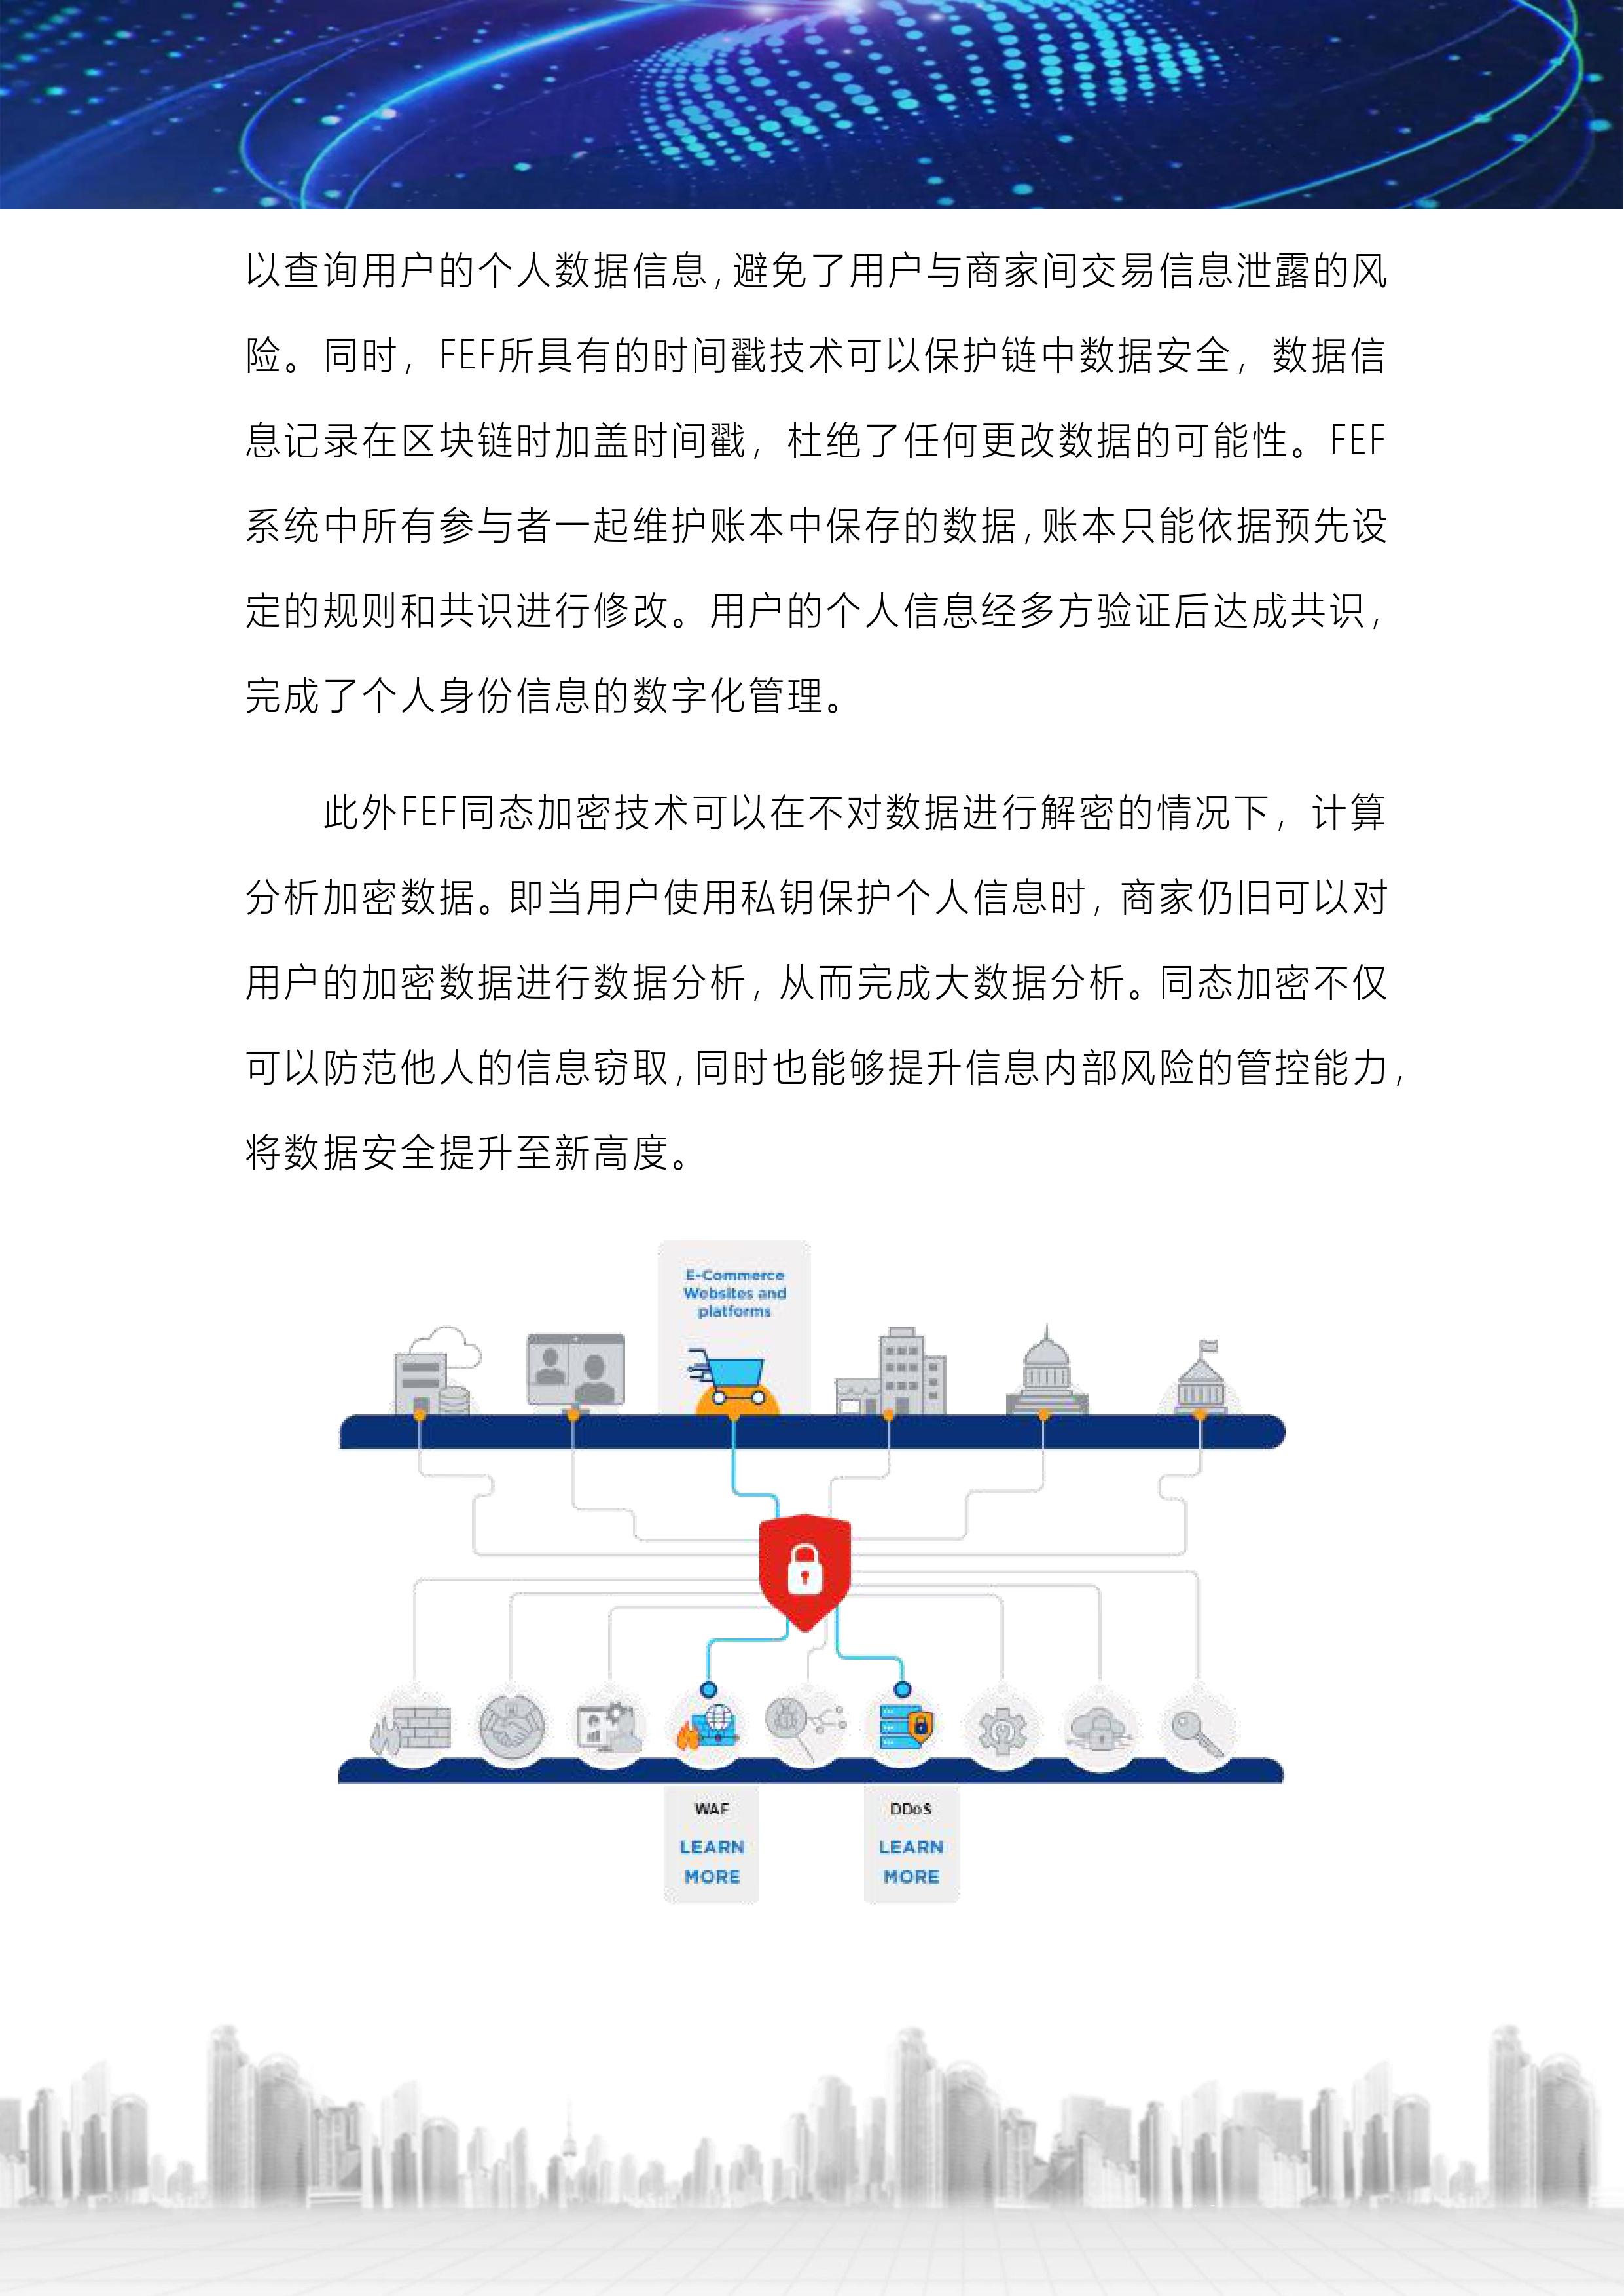 以查询用户的个人数据信息,避免了用户与商家间交易信息泄露的风
险。同时，FEF所具有的时间戳技术可以保护链中数据安全，数据信
息记录在区块链时加盖时间戳，杜绝了任何更改数据的可能性。FEF
系统中所有参与者一起维护账本中保存的数据,账本只能依据预先设
定的规则和共识进行修改。用户的个人信息经多方验证后达成共识，
完成了个人身份信息的数字化管理。
此外FEF同态加密技术可以在不对数据进行解密的情况下，计算
分析加密数据。即当用户使用私钥保护个人信息时，商家仍旧可以对
用户的加密数据进行数据分析，从而完成大数据分析。同态加密不仅
可以防范他人的信息窃取,同时也能够提升信息内部风险的管控能力，
将数据安全提升至新高度。
E-Commerce
Websites and
platforms
WAF
LEARN
MORE
DDoS
LEARN
MORE